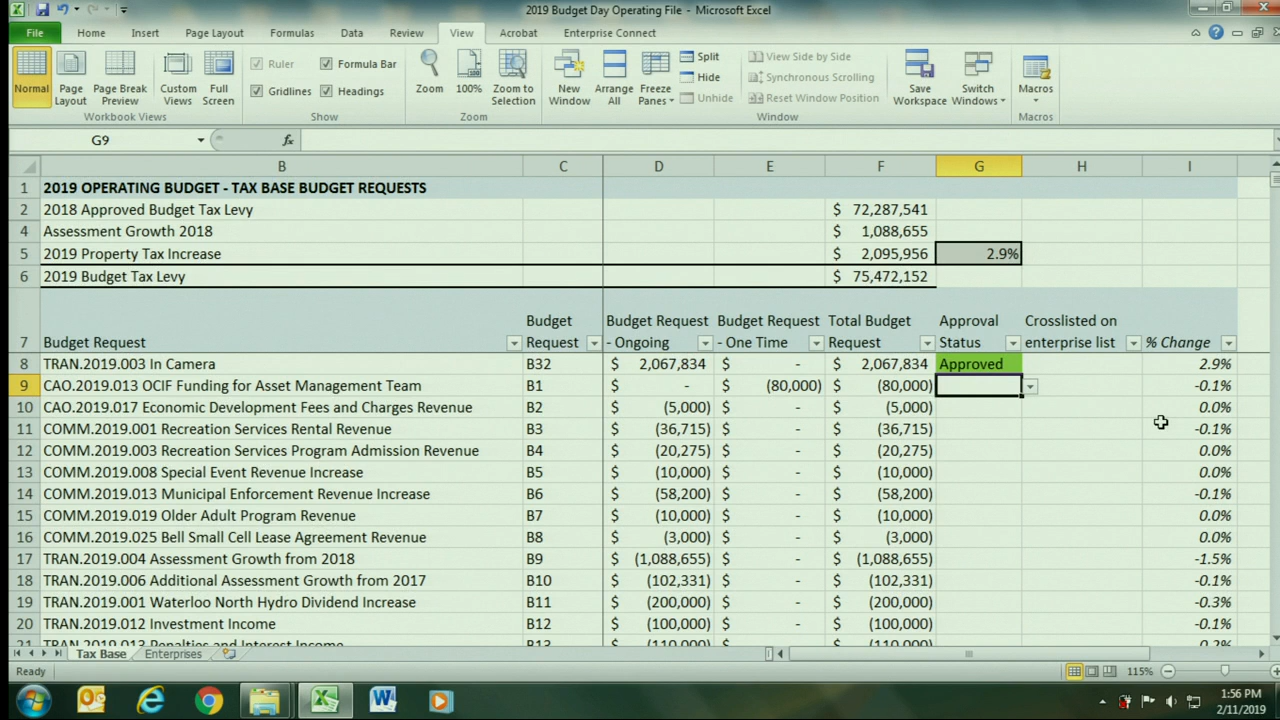 2019 Budget Day Operating File - Microsoft Excel
File Home Insert Page Layout Formulas Data Review View Acrobat Enterprise Connect
Normal Page Layout Page Break Preview Custom Views Full Screen
Workbook Views
Ruler Formula Bar
Gridlines Headings
Show
Zoom 100% Zoom to Selection
Zoom
New Window Arrange All Freeze Panes
Split
Hide
Unhide
View Side by Side
Synchronous Scrolling
Reset Window Position
Window
Save Workspace Switch Windows
Macros
Macros
G9 fx
B C D E F G H I
1 2019 OPERATING BUDGET - TAX BASE BUDGET REQUESTS
2 2018 Approved Budget Tax Levy $ 72,287,541
4 Assessment Growth 2018 $ 1,088,655
5 2019 Property Tax Increase $ 2,095,956 2.9%
6 2019 Budget Tax Levy $ 75,472,152
7 Budget Request Budget Request Budget Request - Ongoing Budget Request - One Time Total Budget Request Approval Status Crosslisted on enterprise list % Change
8 TRAN.2019.003 In Camera B32 $ 2,067,834 $ - $ 2,067,834 Approved 2.9%
9 CAO.2019.013 OCIF Funding for Asset Management Team B1 $ - $ (80,000) $ (80,000) -0.1%
10 CAO.2019.017 Economic Development Fees and Charges Revenue B2 $ (5,000) $ - $ (5,000) 0.0%
11 COMM.2019.001 Recreation Services Rental Revenue B3 $ (36,715) $ - $ (36,715) -0.1%
12 COMM.2019.003 Recreation Services Program Admission Revenue B4 $ (20,275) $ - $ (20,275) 0.0%
13 COMM.2019.008 Special Event Revenue Increase B5 $ (10,000) $ - $ (10,000) 0.0%
14 COMM.2019.013 Municipal Enforcement Revenue Increase B6 $ (58,200) $ - $ (58,200) -0.1%
15 COMM.2019.019 Older Adult Program Revenue B7 $ (10,000) $ - $ (10,000) 0.0%
16 COMM.2019.025 Bell Small Cell Lease Agreement Revenue B8 $ (3,000) $ - $ (3,000) 0.0%
17 TRAN.2019.004 Assessment Growth from 2018 B9 $ (1,088,655) $ - $ (1,088,655) -1.5%
18 TRAN.2019.006 Additional Assessment Growth from 2017 B10 $ (102,331) $ - $ (102,331) -0.1%
19 TRAN.2019.001 Waterloo North Hydro Dividend Increase B11 $ (200,000) $ - $ (200,000) -0.3%
20 TRAN.2019.012 Investment Income B12 $ (100,000) $ - $ (100,000) -0.1%
21 TRAN.2019.013 Penalties and Interest Income B13 $ (110,000) $ - $ (110,000) -0.2%
Tax Base Enterprises
Ready 115%
1:56 PM
2/11/2019